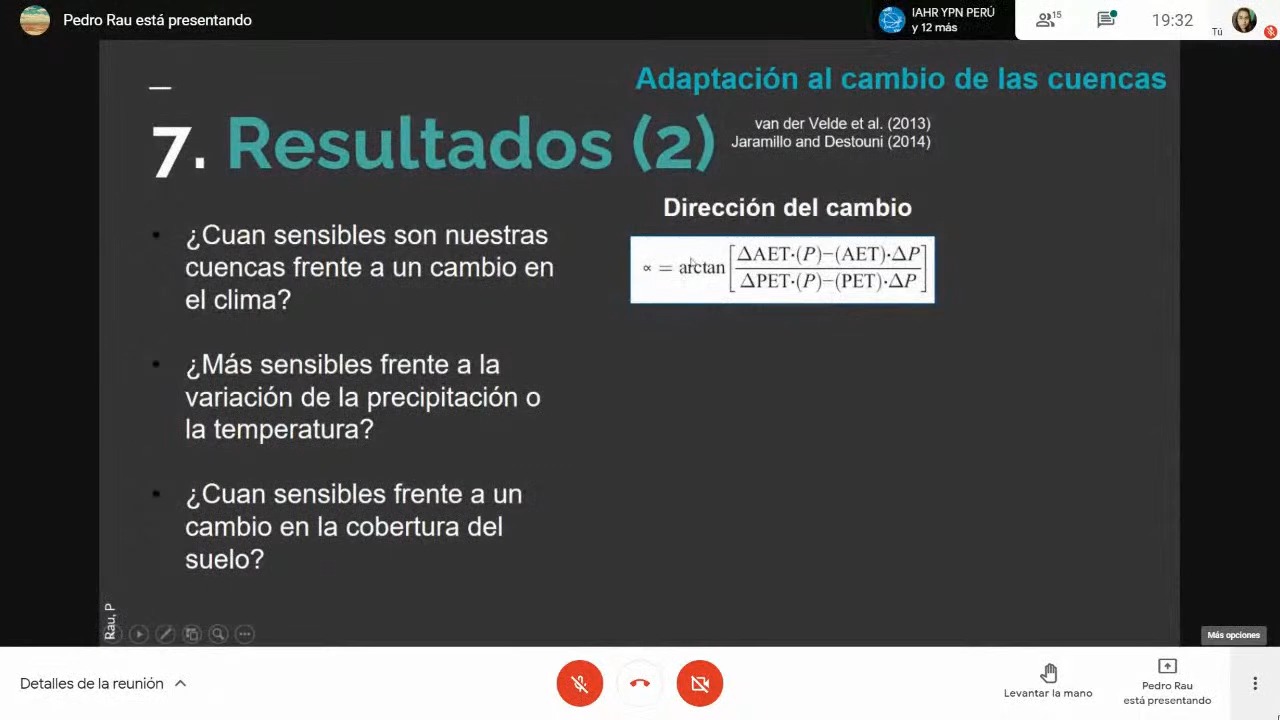 Pedro Rau está presentando
IAHR YPN PERÚ
y 12 más
15
19:32
Tú
Adaptación al cambio de las cuencas
7. Resultados (2)
van der Velde et al. (2013)
Jaramillo and Destouni (2014)
Dirección del cambio
∝ = arctan[ΔAET·(P)−(AET)·ΔP
ΔPET·(P)−(PET)·ΔP]
¿Cuan sensibles son nuestras
cuencas frente a un cambio en
el clima?
¿Más sensibles frente a la
variación de la precipitación o
la temperatura?
¿Cuan sensibles frente a un
cambio en la cobertura del
suelo?
Rau, P
Más opciones
Detalles de la reunión
Levantar la mano
Pedro Rau
está presentando